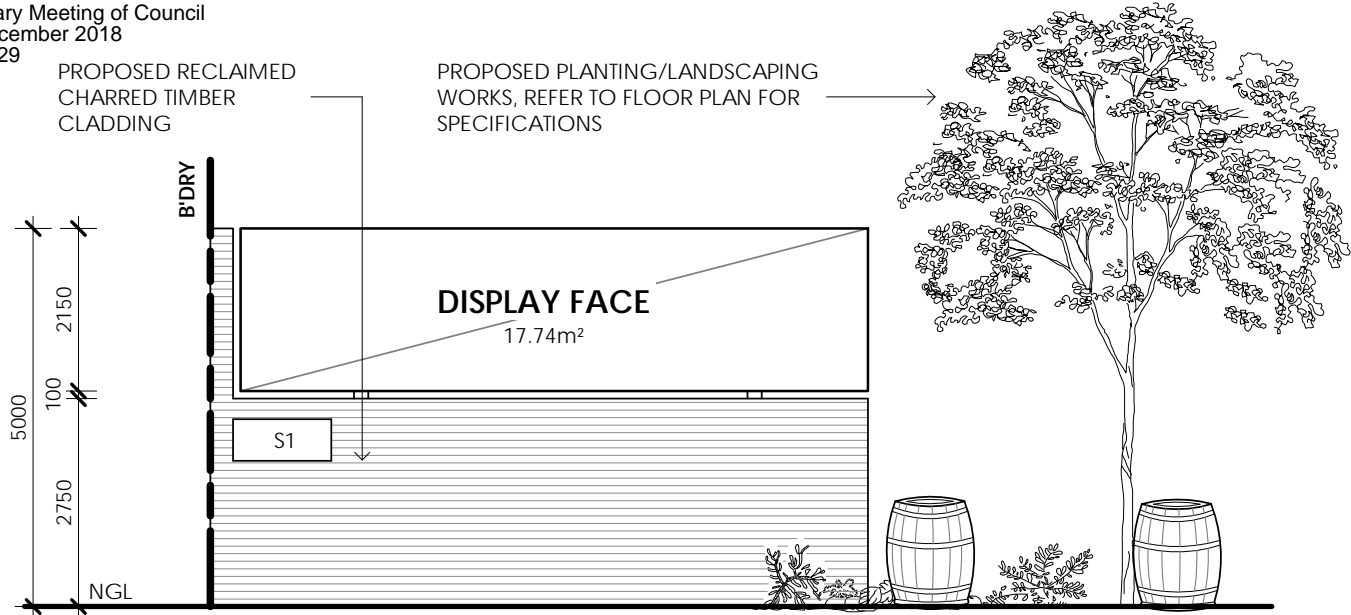 ary Meeting of Council
cember 2018
29
PROPOSED RECLAIMED
CHARRED TIMBER
CLADDING
PROPOSED PLANTING/LANDSCAPING
WORKS, REFER TO FLOOR PLAN FOR
SPECIFICATIONS
B'DRY
DISPLAY FACE
17.74m²
S1
5000
2150
100
2750
NGL